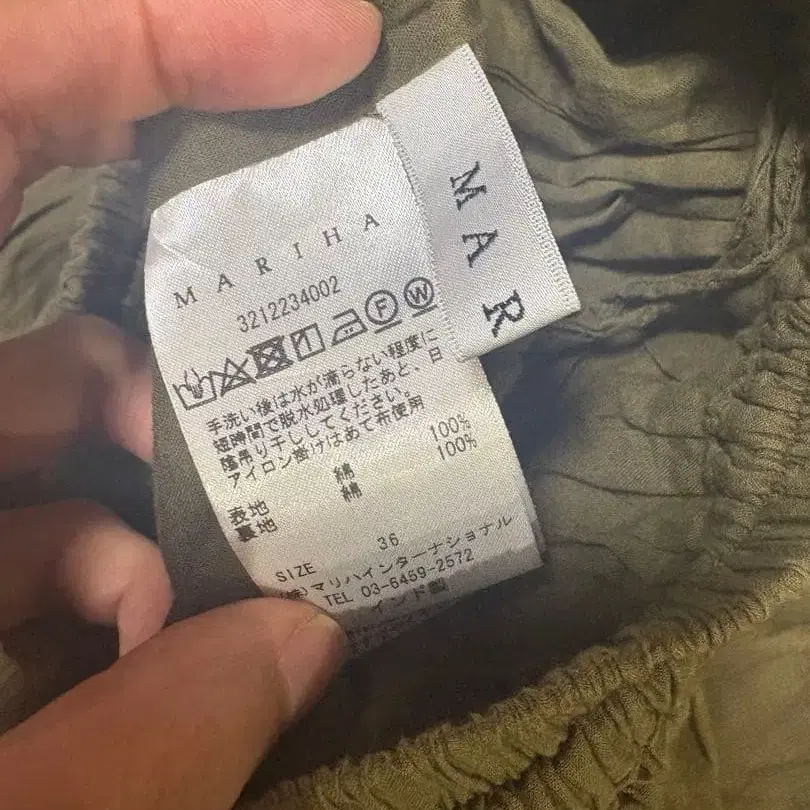 MAR
MARIHA
3212234002
F W
手洗い後は水が滴らない程度に
短時間で脱水処理したあと、日
陰吊り干ししてください。
アイロン掛けはあて布使用
表地 綿 100%
裏地 綿 100%
SIZE 36
(株)マリハインターナショナル
TEL 03-6459-2572
インド製